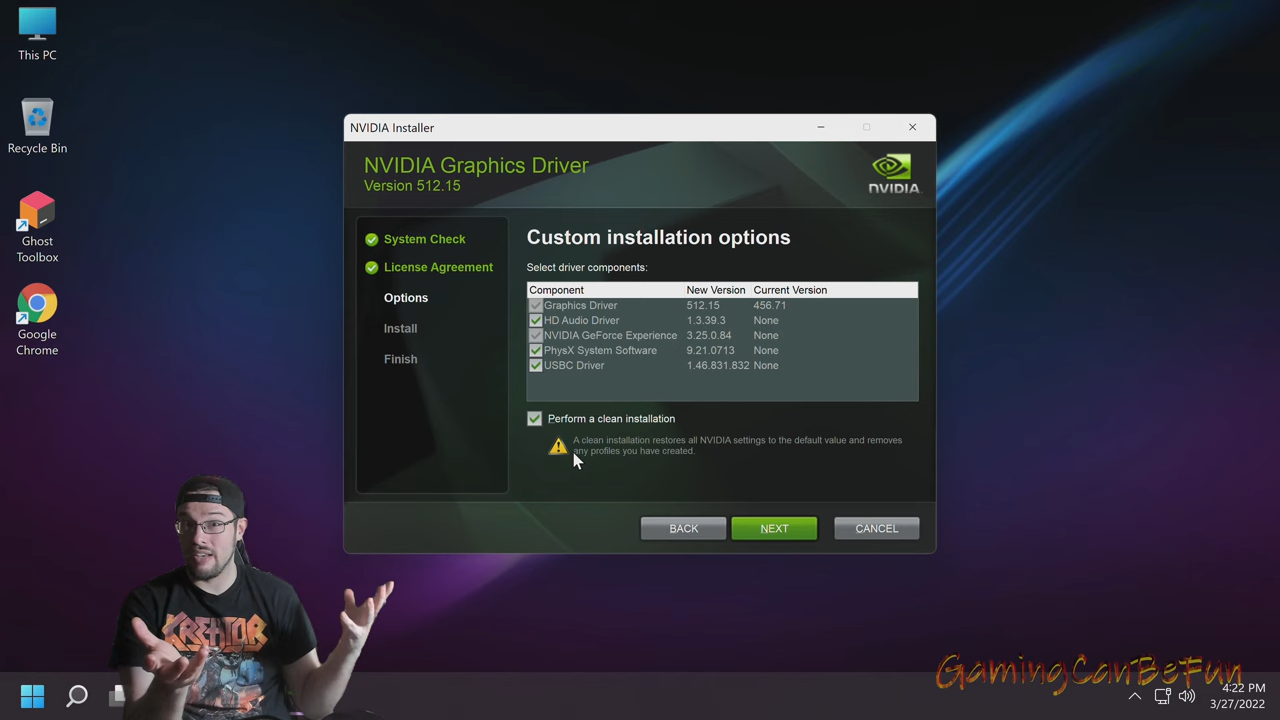 This PC
Recycle Bin
Ghost
Toolbox
Google
Chrome
NVIDIA Installer
NVIDIA Graphics Driver
Version 512.15
NVIDIA.
System Check
License Agreement
Options
Install
Finish
Custom installation options
Select driver components:
Component New Version Current Version
Graphics Driver 512.15 456.71
HD Audio Driver 1.3.39.3 None
NVIDIA GeForce Experience 3.25.0.84 None
PhysX System Software 9.21.0713 None
USBC Driver 1.46.831.832 None
Perform a clean installation
A clean installation restores all NVIDIA settings to the default value and removes
any profiles you have created.
BACK NEXT CANCEL
KREATOR
GamingCanBeFun
4:22 PM
3/27/2022